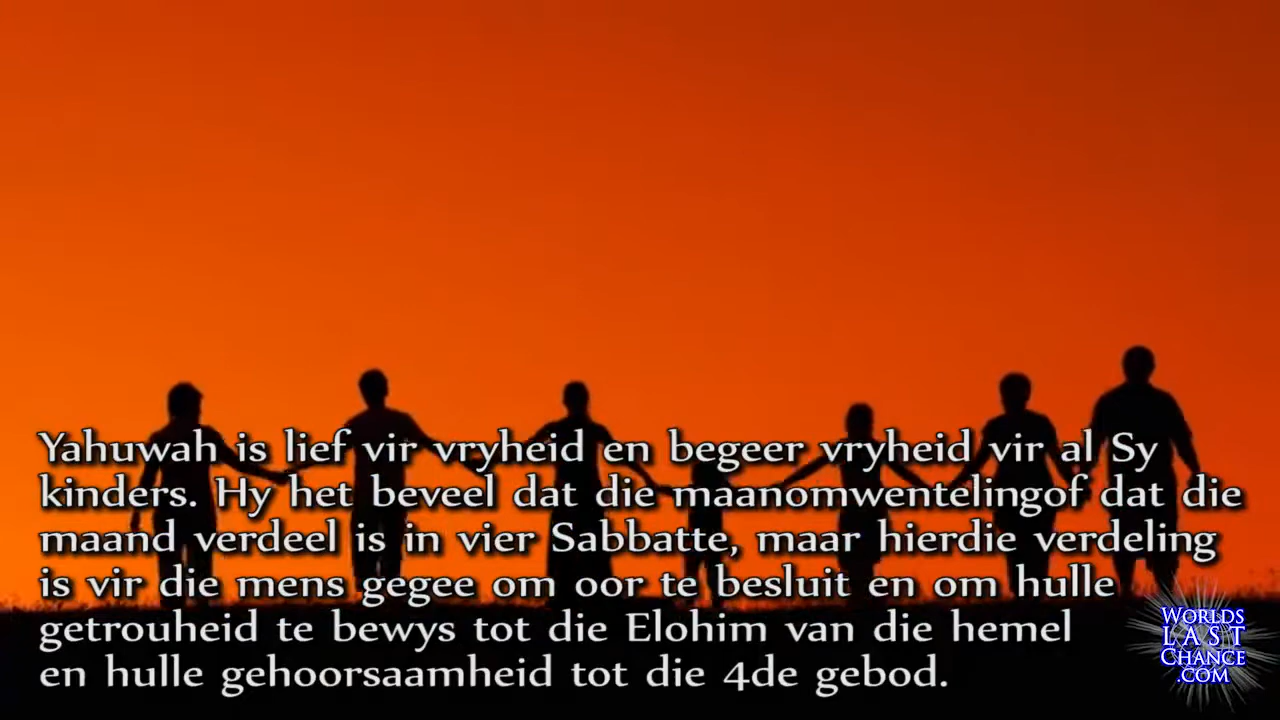 Yahuwah is lief vir vryheid en begeer vryheid vir al Sy
kinders. Hy het beveel dat die maanomwentelingof dat die
maand verdeel is in vier Sabbatte, maar hierdie verdeling
is vir die mens gegee om oor te besluit en om hulle
getrouheid te bewys tot die Elohim van die hemel
en hulle gehoorsaamheid tot die 4de gebod.
WORLDS
LAST
CHANCE
.COM